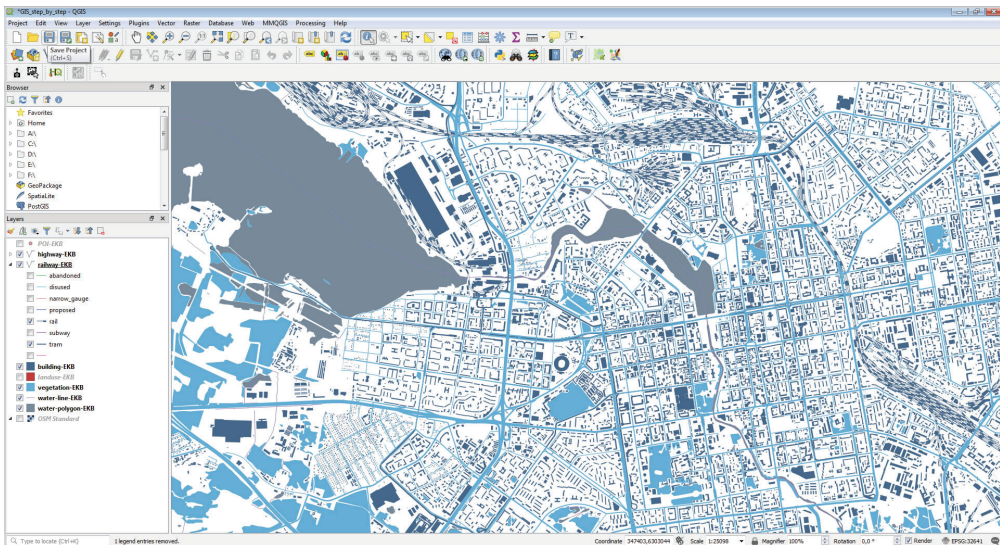 *GIS_step_by_step - QGIS
Project Edit View Layer Settings Plugins Vector Raster Database Web MMQGIS Processing Help
Save Project
(Ctrl+S)
Browser
Favorites
Home
A:\
C:\
D:\
E:\
F:\
GeoPackage
SpatiaLite
PostGIS
Layers
POI-EKB
highway-EKB
railway-EKB
abandoned
disused
narrow_gauge
proposed
rail
subway
tram
building-EKB
landuse-EKB
vegetation-EKB
water-line-EKB
water-polygon-EKB
OSM Standard
Type to locate (Ctrl+K) 1 legend entries removed. Coordinate 347403,6303044 Scale 1:25098 Magnifier 100% Rotation 0,0 ° Render EPSG:32641